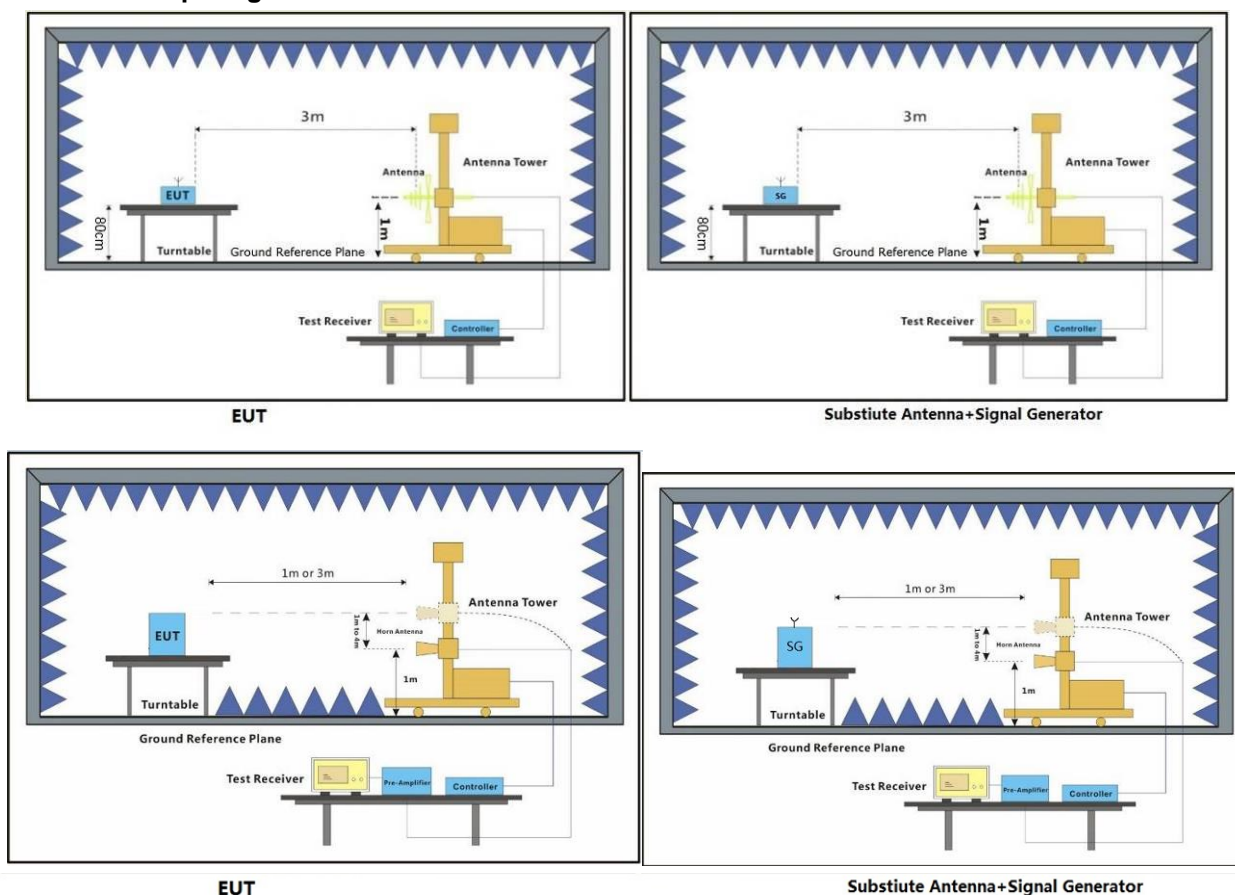 3m
Antenna Tower
Antenna
EUT
80cm
1m
Turntable
Ground Reference Plane
Test Receiver
Controller
EUT
3m
Antenna Tower
Antenna
SG
80cm
1m
Turntable
Ground Reference Plane
Test Receiver
Controller
Substiute Antenna+Signal Generator
1m or 3m
Antenna Tower
1m to 4m
Horn Antenna
EUT
1m
Turntable
Ground Reference Plane
Test Receiver
Pre-Amplifier
Controller
EUT
1m or 3m
Antenna Tower
1m to 4m
Horn Antenna
SG
1m
Turntable
Ground Reference Plane
Test Receiver
Pre-Amplifier
Controller
Substiute Antenna+Signal Generator